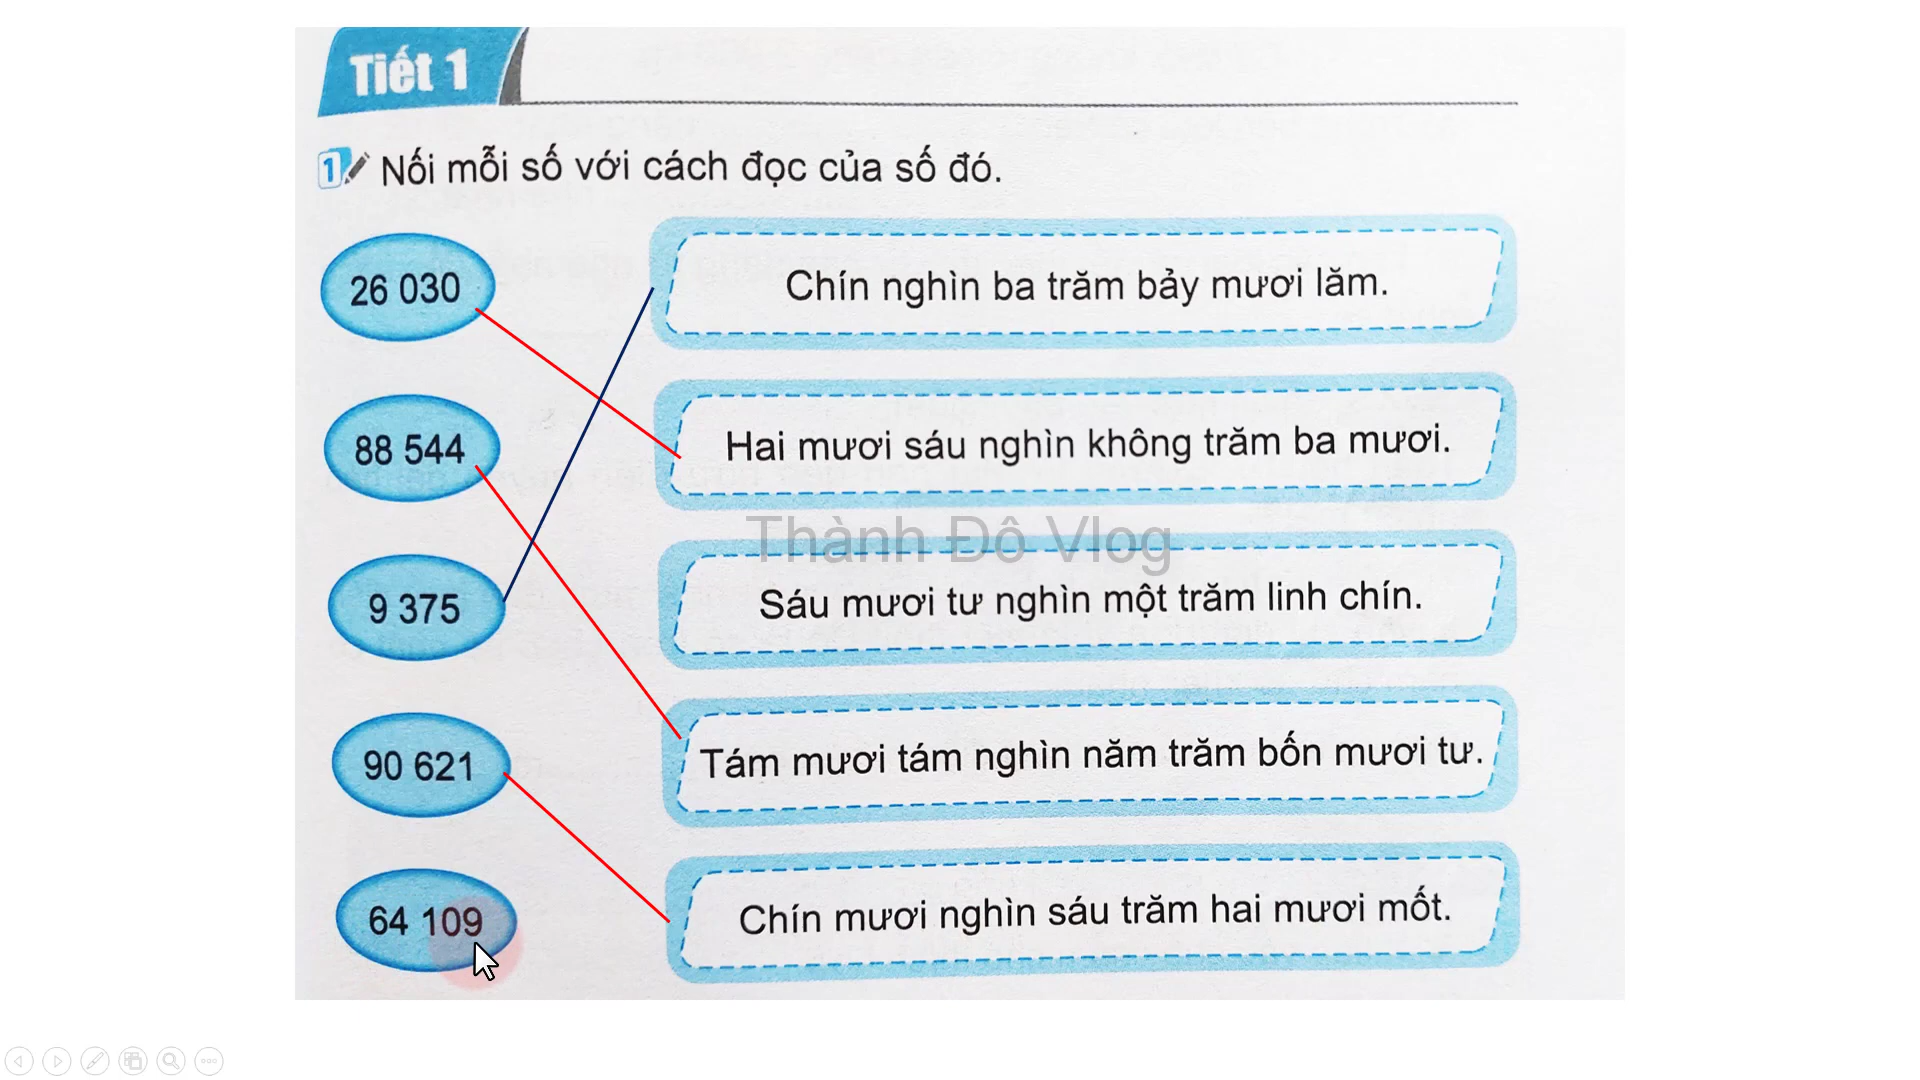 Tiết 1
1 Nối mỗi số với cách đọc của số đó.
26 030
Chín nghìn ba trăm bảy mươi lăm.
88 544
Hai mươi sáu nghìn không trăm ba mươi.
Thành Đô Vlog
9 375
Sáu mươi tư nghìn một trăm linh chín.
90 621
Tám mươi tám nghìn năm trăm bốn mươi tư.
64 109
Chín mươi nghìn sáu trăm hai mươi mốt.